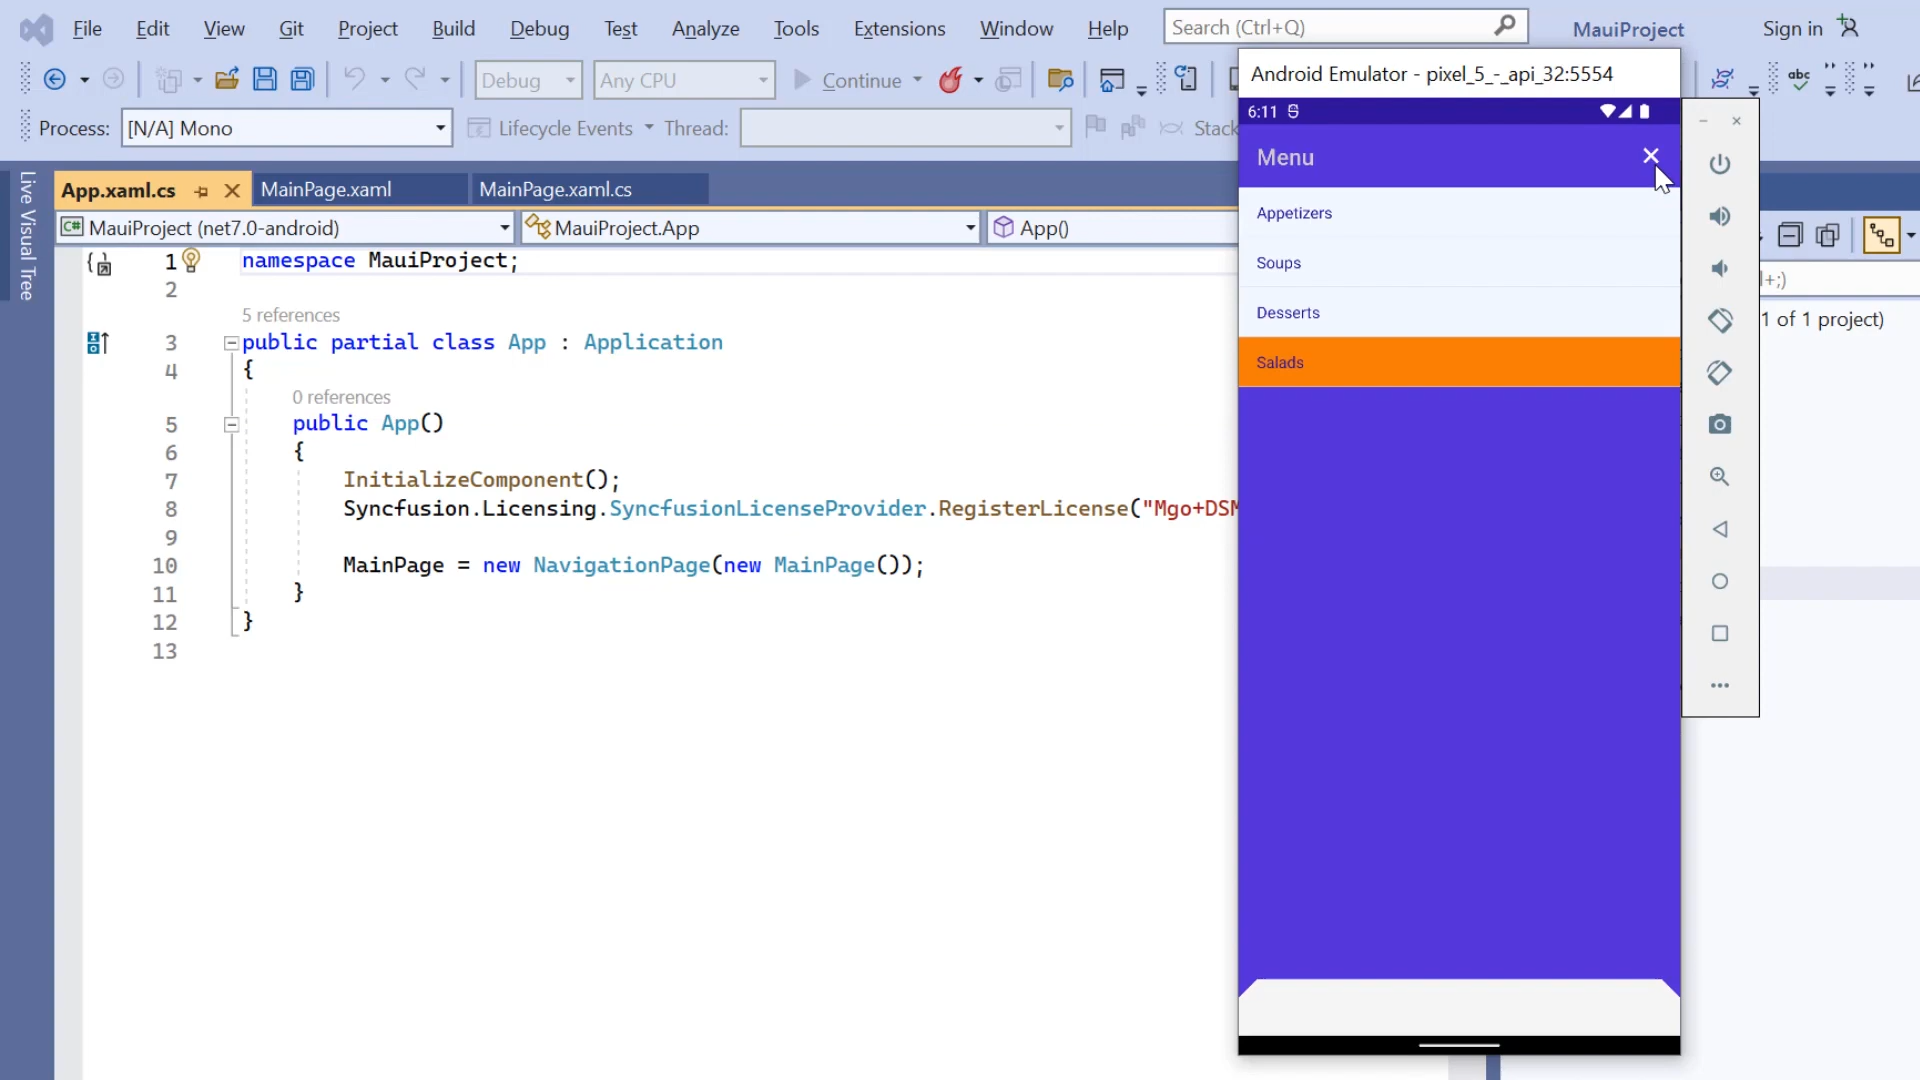 File Edit View Git Project Build Debug Test Analyze Tools Extensions Window Help Search (Ctrl+Q) MauiProject Sign in
Debug Any CPU Continue abc
Process: [N/A] Mono Lifecycle Events Thread: Stack
Live Visual Tree
App.xaml.cs MainPage.xaml MainPage.xaml.cs
C# MauiProject (net7.0-android) MauiProject.App App()
1 namespace MauiProject;
2
5 references
3 public partial class App : Application
4 {
0 references
5 public App()
6 {
7 InitializeComponent();
8 Syncfusion.Licensing.SyncfusionLicenseProvider.RegisterLicense("Mgo+DSM
9
10 MainPage = new NavigationPage(new MainPage());
11 }
12 }
13
Android Emulator - pixel_5_-_api_32:5554
6:11
Menu
Appetizers
Soups
Desserts
Salads
+;)
1 of 1 project)